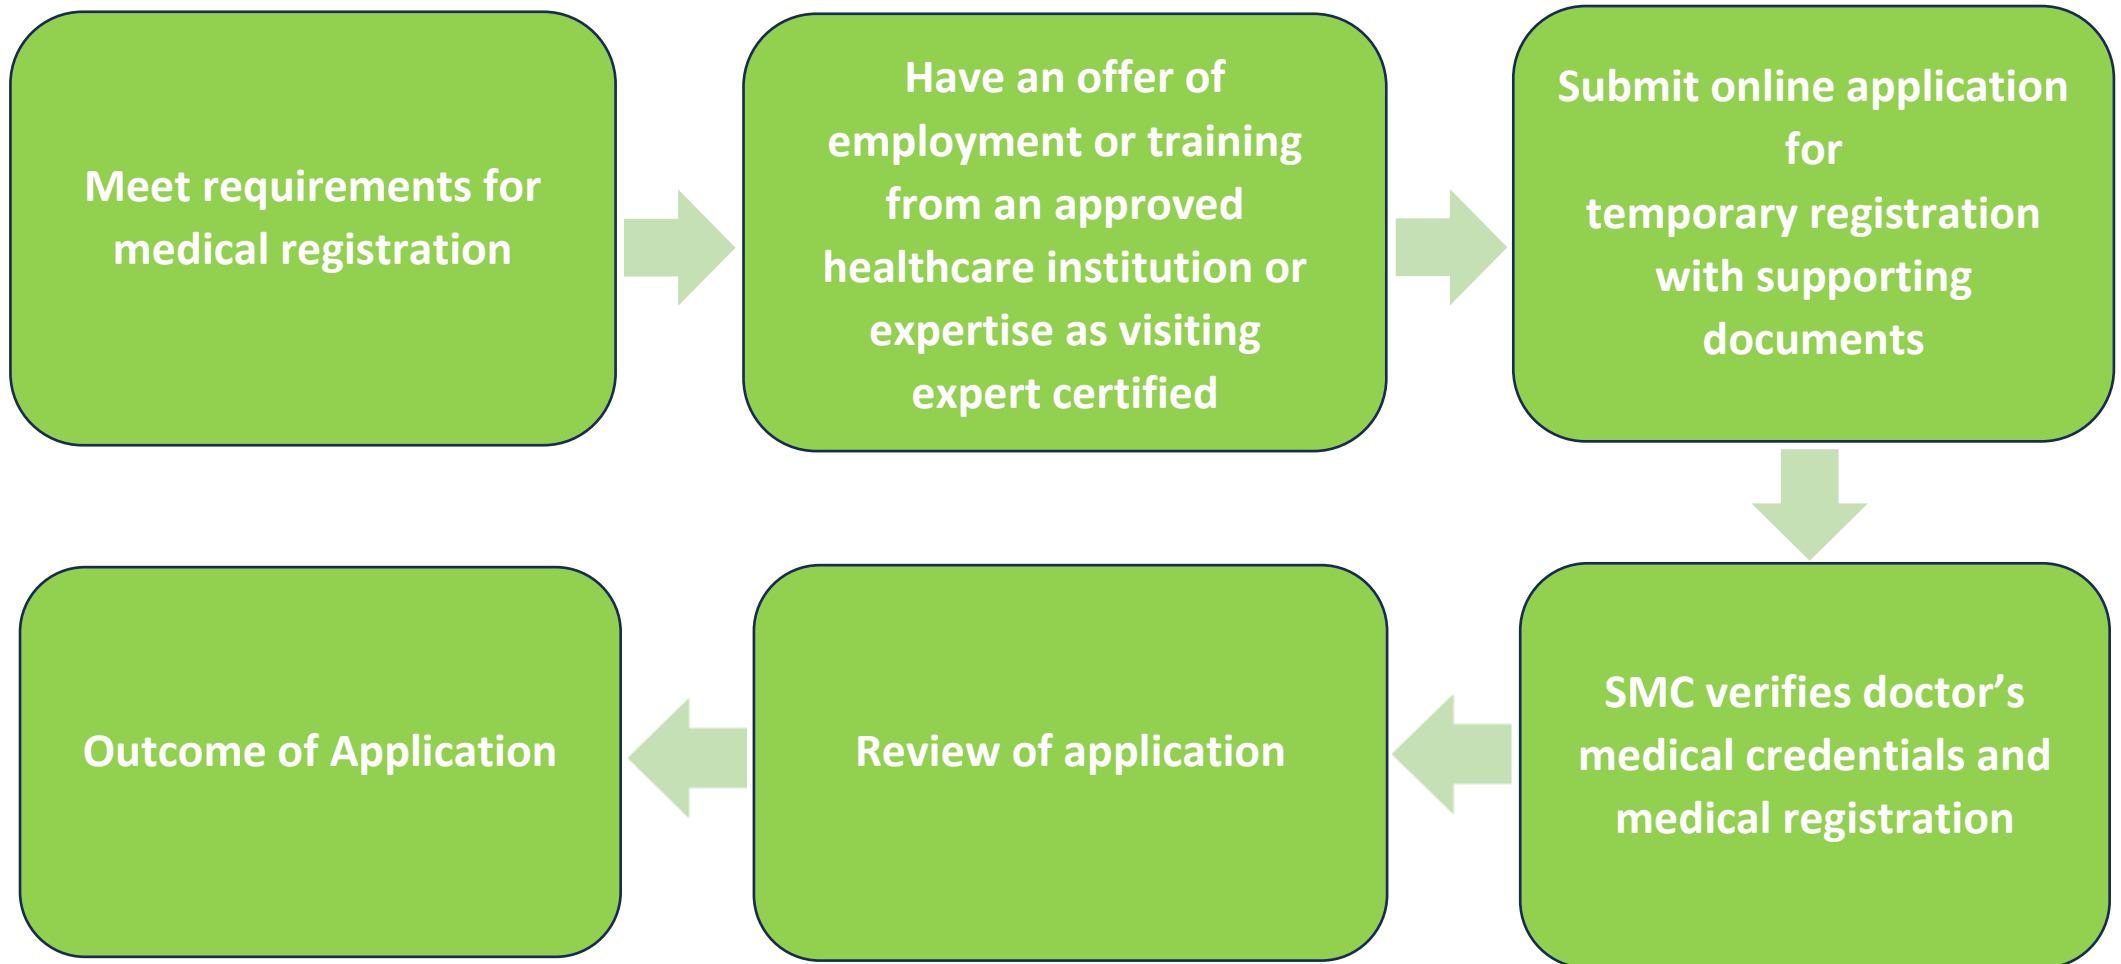 Meet requirements for
medical registration
Have an offer of
employment or training
from an approved
healthcare institution or
expertise as visiting
expert certified
Submit online application
for
temporary registration
with supporting
documents
SMC verifies doctor’s
medical credentials and
medical registration
Review of application
Outcome of Application